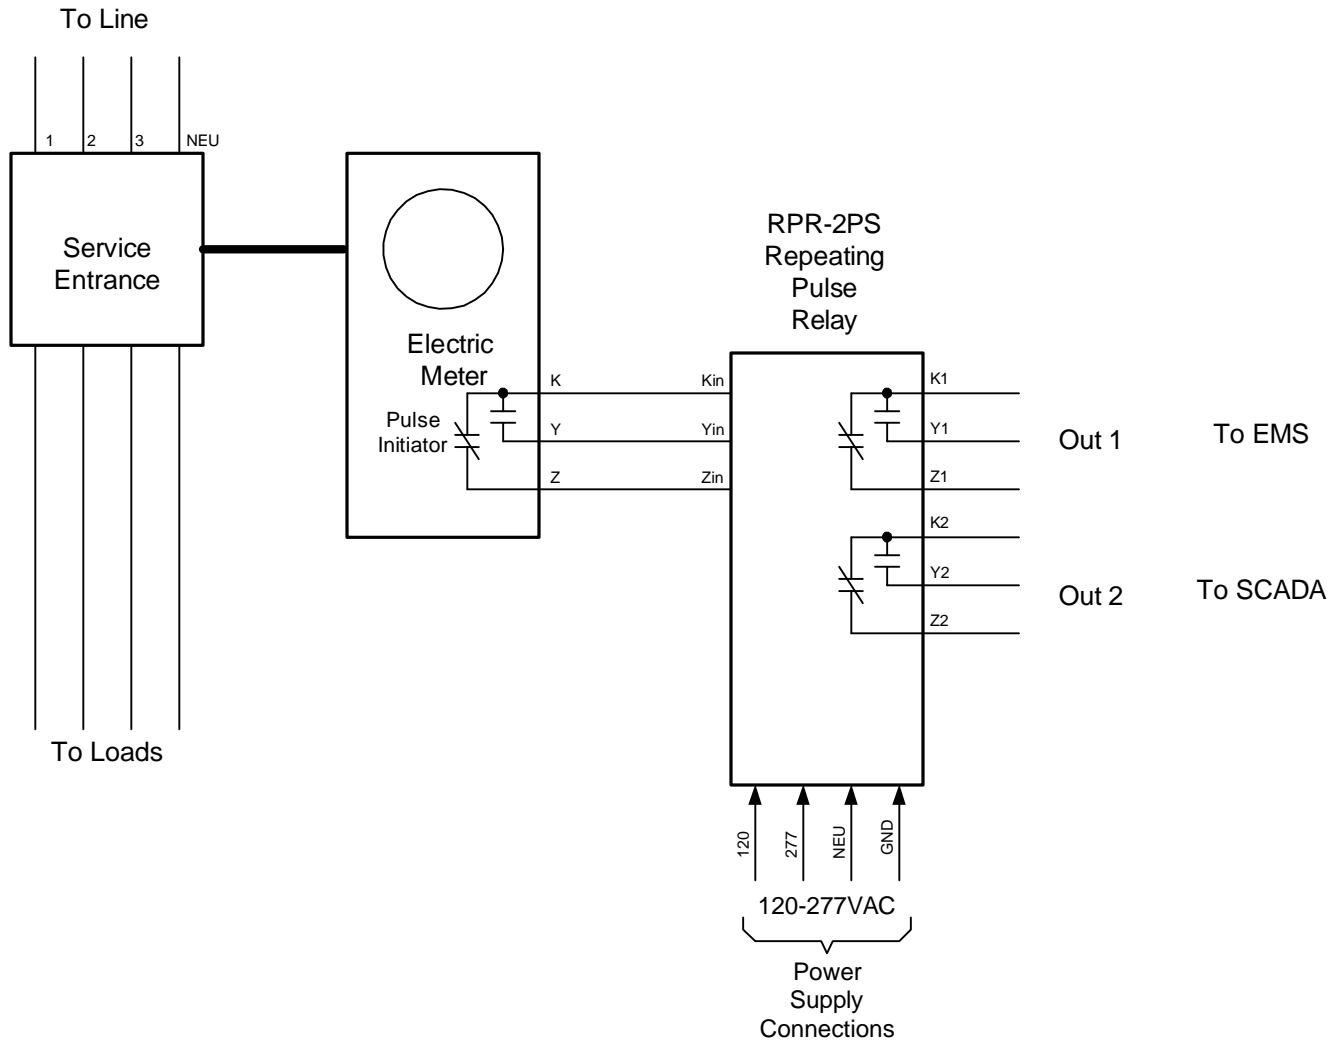 To Line
1
2
3
NEU
Service
Entrance
To Loads
Electric
Meter
Pulse
Initiator
K
Y
Z
Kin
Yin
Zin
RPR-2PS
Repeating
Pulse
Relay
K1
Y1
Z1
K2
Y2
Z2
Out 1
To EMS
Out 2
To SCADA
120
277
NEU
GND
120-277VAC
Power
Supply
Connections